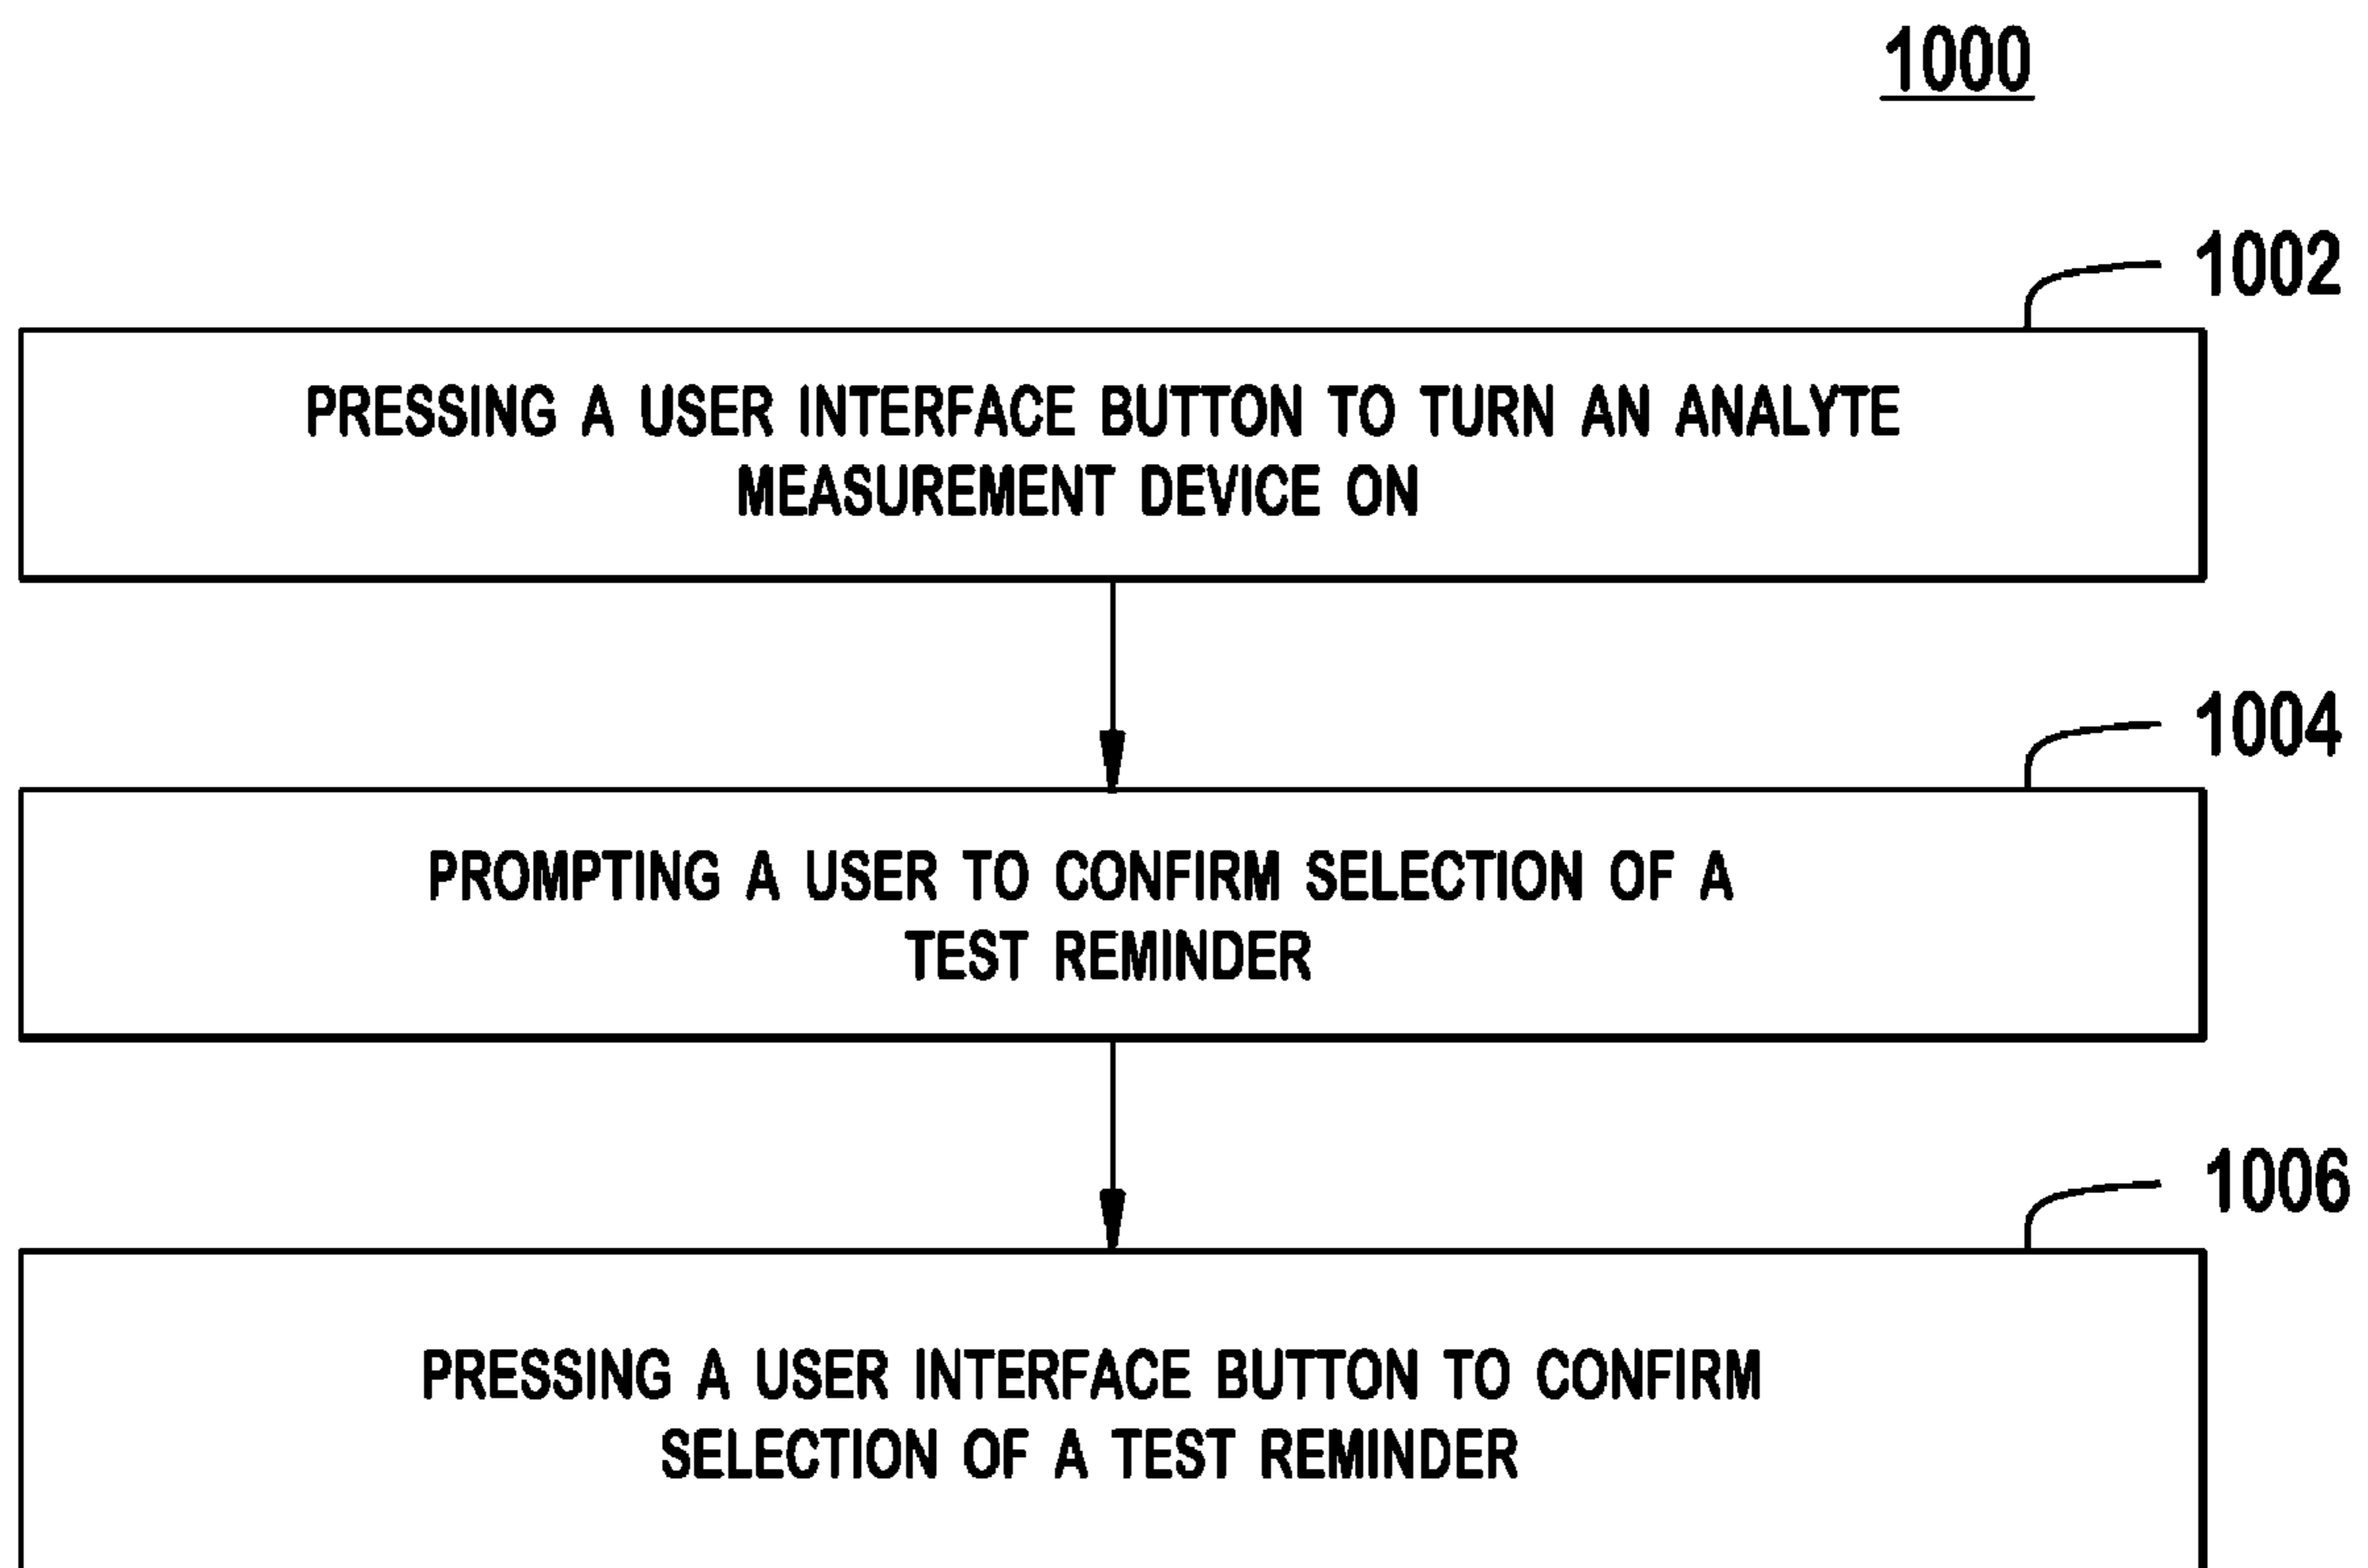 1000
1002
PRESSING A USER INTERFACE BUTTON TO TURN AN ANALYTE
MEASUREMENT DEVICE ON
1004
PROMPTING A USER TO CONFIRM SELECTION OF A
TEST REMINDER
1006
PRESSING A USER INTERFACE BUTTON TO CONFIRM
SELECTION OF A TEST REMINDER